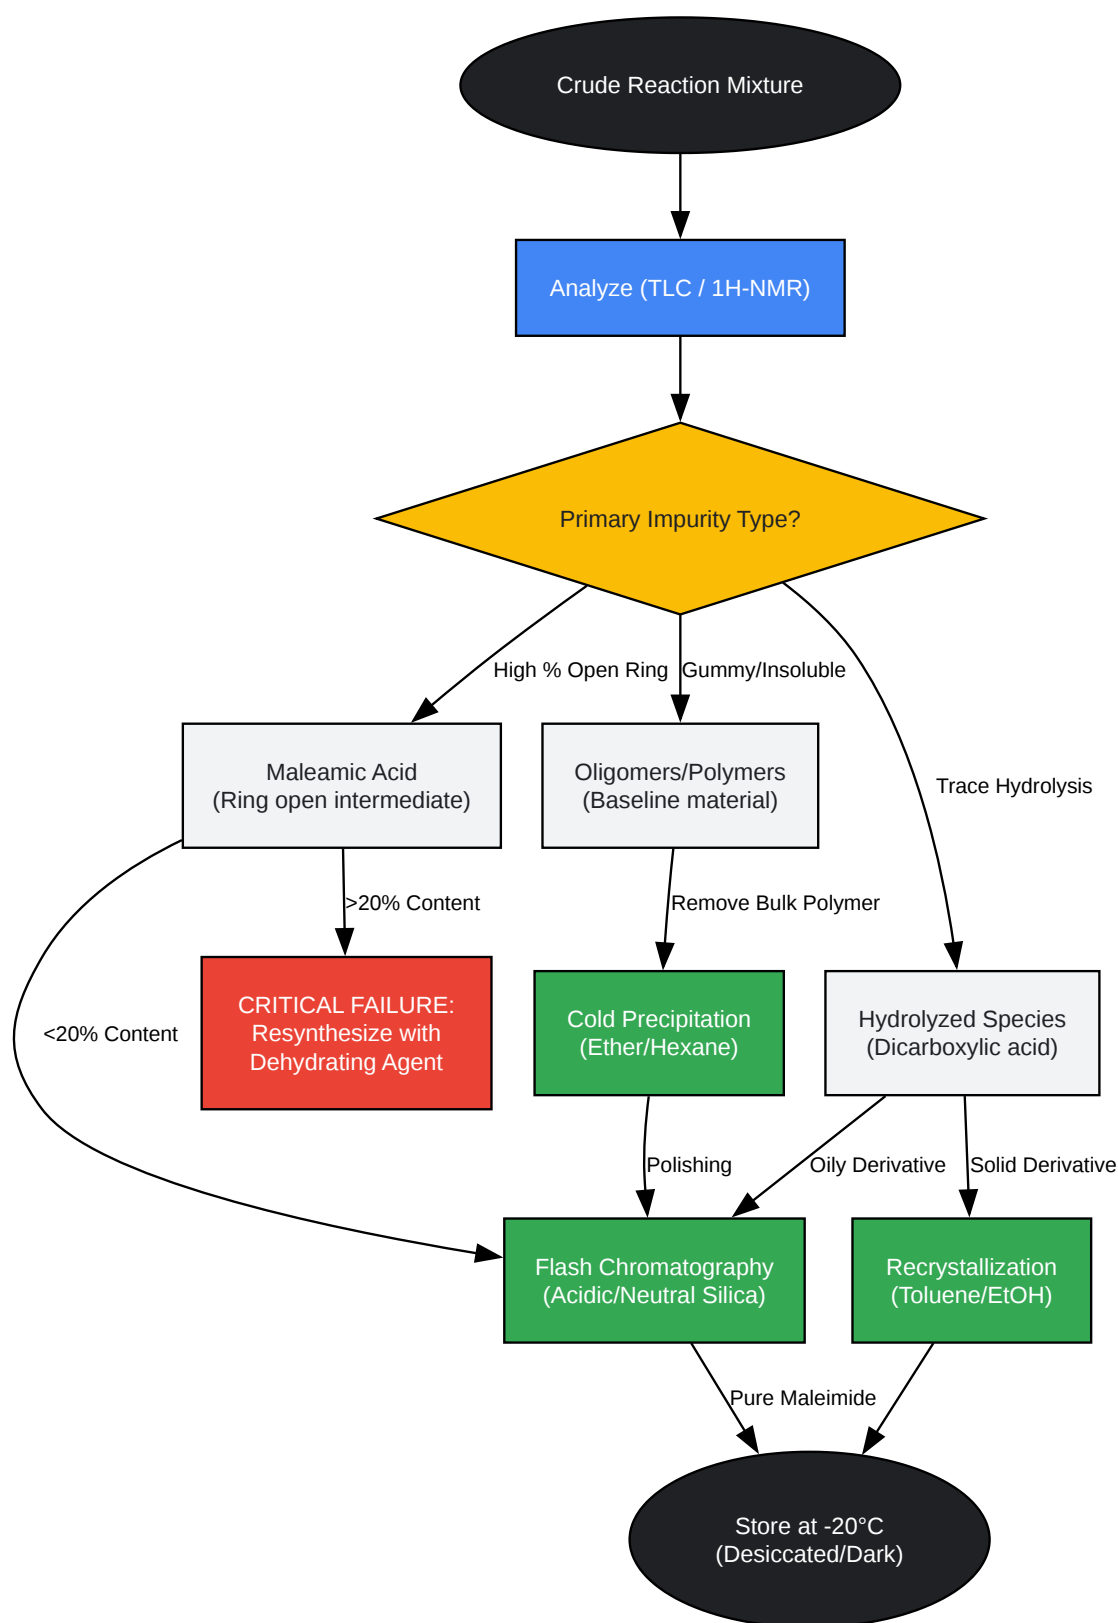 Crude Reaction Mixture
Analyze (TLC / 1H-NMR)
Primary Impurity Type?
High % Open Ring
Gummy/Insoluble
Trace Hydrolysis
Maleamic Acid
(Ring open intermediate)
Oligomers/Polymers
(Baseline material)
>20% Content
Remove Bulk Polymer
<20% Content
CRITICAL FAILURE:
Resynthesize with
Dehydrating Agent
Cold Precipitation
(Ether/Hexane)
Hydrolyzed Species
(Dicarboxylic acid)
Polishing
Oily Derivative
Solid Derivative
Flash Chromatography
(Acidic/Neutral Silica)
Recrystallization
(Toluene/EtOH)
Pure Maleimide
Store at -20°C
(Desiccated/Dark)